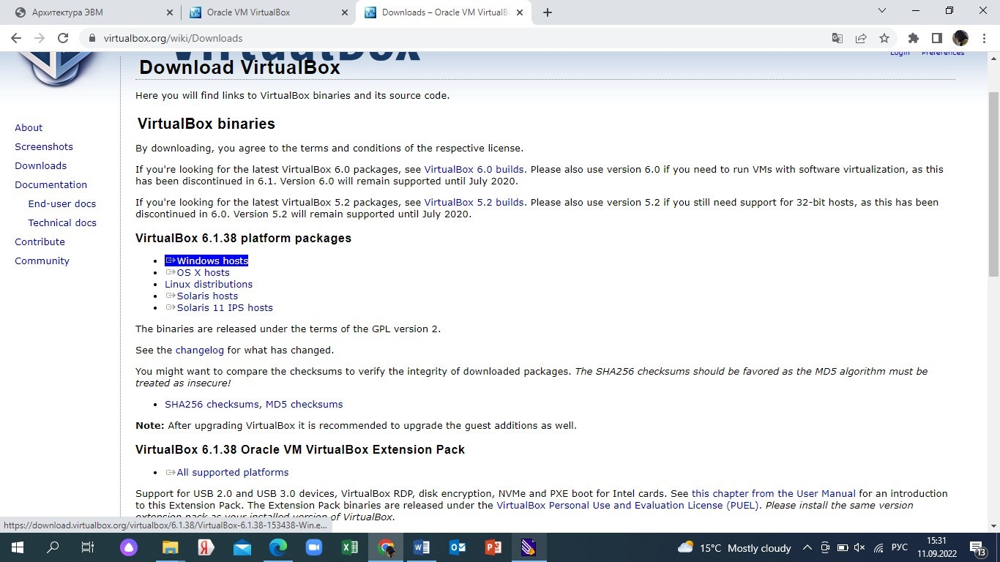 Архитектура ЭВМ
Oracle VM VirtualBox
Downloads – Oracle VM VirtualB
virtualbox.org/wiki/Downloads
VirtualBox
Login Preferences
Download VirtualBox
Here you will find links to VirtualBox binaries and its source code.
About
Screenshots
Downloads
Documentation
End-user docs
Technical docs
Contribute
Community
VirtualBox binaries
By downloading, you agree to the terms and conditions of the respective license.
If you're looking for the latest VirtualBox 6.0 packages, see VirtualBox 6.0 builds. Please also use version 6.0 if you need to run VMs with software virtualization, as this
has been discontinued in 6.1. Version 6.0 will remain supported until July 2020.
If you're looking for the latest VirtualBox 5.2 packages, see VirtualBox 5.2 builds. Please also use version 5.2 if you still need support for 32-bit hosts, as this has been
discontinued in 6.0. Version 5.2 will remain supported until July 2020.
VirtualBox 6.1.38 platform packages
• Windows hosts
• OS X hosts
• Linux distributions
• Solaris hosts
• Solaris 11 IPS hosts
The binaries are released under the terms of the GPL version 2.
See the changelog for what has changed.
You might want to compare the checksums to verify the integrity of downloaded packages. The SHA256 checksums should be favored as the MD5 algorithm must be
treated as insecure!
• SHA256 checksums, MD5 checksums
Note: After upgrading VirtualBox it is recommended to upgrade the guest additions as well.
VirtualBox 6.1.38 Oracle VM VirtualBox Extension Pack
• All supported platforms
Support for USB 2.0 and USB 3.0 devices, VirtualBox RDP, disk encryption, NVMe and PXE boot for Intel cards. See this chapter from the User Manual for an introduction
to this Extension Pack. The Extension Pack binaries are released under the VirtualBox Personal Use and Evaluation License (PUEL). Please install the same version
extension pack as your installed version of VirtualBox.
https://download.virtualbox.org/virtualbox/6.1.38/VirtualBox-6.1.38-153438-Win.e...
15°C Mostly cloudy
РУС
15:31
11.09.2022
13